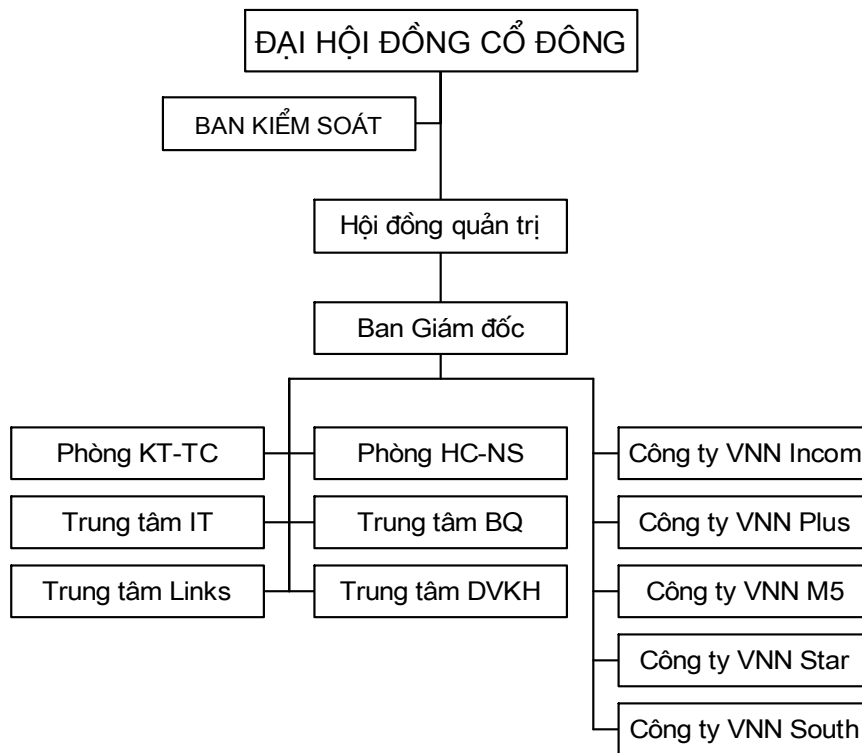 ĐẠI HỘI ĐỒNG CỔ ĐÔNG
BAN KIỂM SOÁT
Hội đồng quản trị
Ban Giám đốc
Phòng KT-TC
Phòng HC-NS
Công ty VNN Incom
Trung tâm IT
Trung tâm BQ
Công ty VNN Plus
Trung tâm Links
Trung tâm DVKH
Công ty VNN M5
Công ty VNN Star
Công ty VNN South